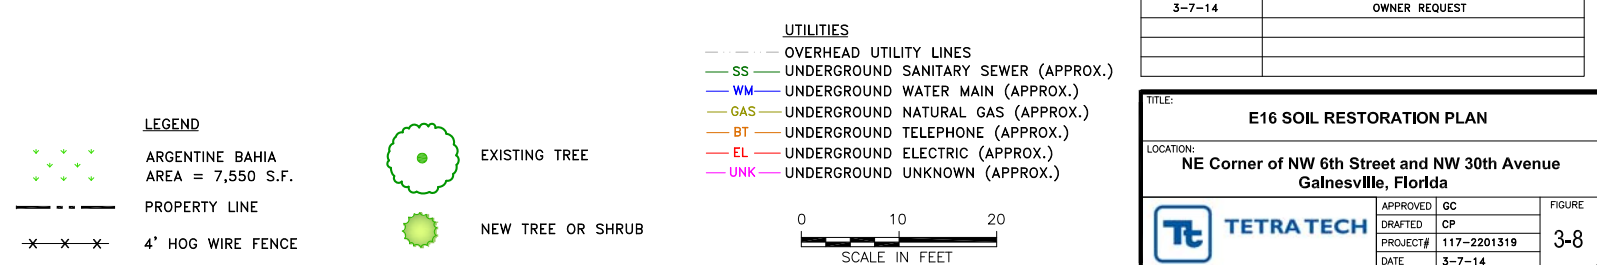 LEGEND
ARGENTINE BAHIA
AREA = 7,550 S.F.
PROPERTY LINE
X X X
4' HOG WIRE FENCE
EXISTING TREE
NEW TREE OR SHRUB
UTILITIES
OVERHEAD UTILITY LINES
SS UNDERGROUND SANITARY SEWER (APPROX.)
WM UNDERGROUND WATER MAIN (APPROX.)
GAS UNDERGROUND NATURAL GAS (APPROX.)
BT UNDERGROUND TELEPHONE (APPROX.)
EL UNDERGROUND ELECTRIC (APPROX.)
UNK UNDERGROUND UNKNOWN (APPROX.)
0 10 20
SCALE IN FEET
3-7-14 OWNER REQUEST
TITLE:
E16 SOIL RESTORATION PLAN
LOCATION:
NE Corner of NW 6th Street and NW 30th Avenue
Gainesville, Florida
Tt TETRA TECH
APPROVED GC
DRAFTED CP
PROJECT# 117-2201319
DATE 3-7-14
FIGURE
3-8